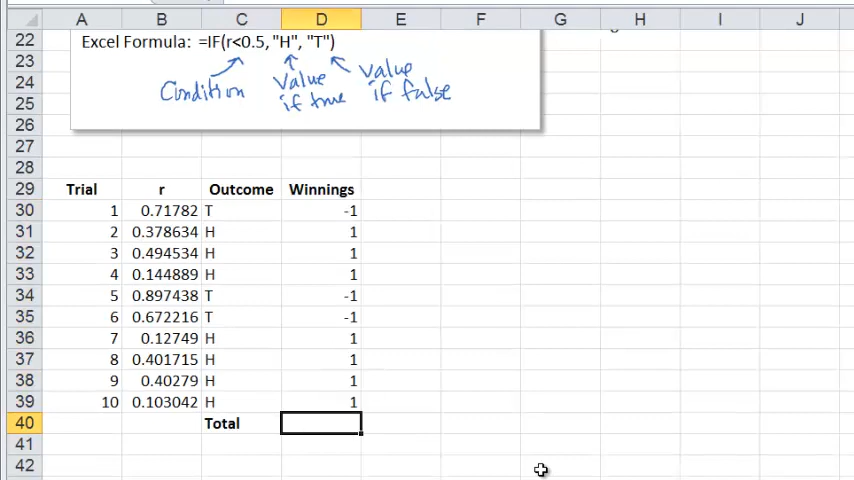 A B C D E F G H I J
22 Excel Formula: =IF(r<0.5, "H", "T")
23 Condition Value if true Value if false
24
25
26
27
28
29 Trial r Outcome Winnings
30 1 0.71782 T -1
31 2 0.378634 H 1
32 3 0.494534 H 1
33 4 0.144889 H 1
34 5 0.897438 T -1
35 6 0.672216 T -1
36 7 0.12749 H 1
37 8 0.401715 H 1
38 9 0.40279 H 1
39 10 0.103042 H 1
40 Total
41
42